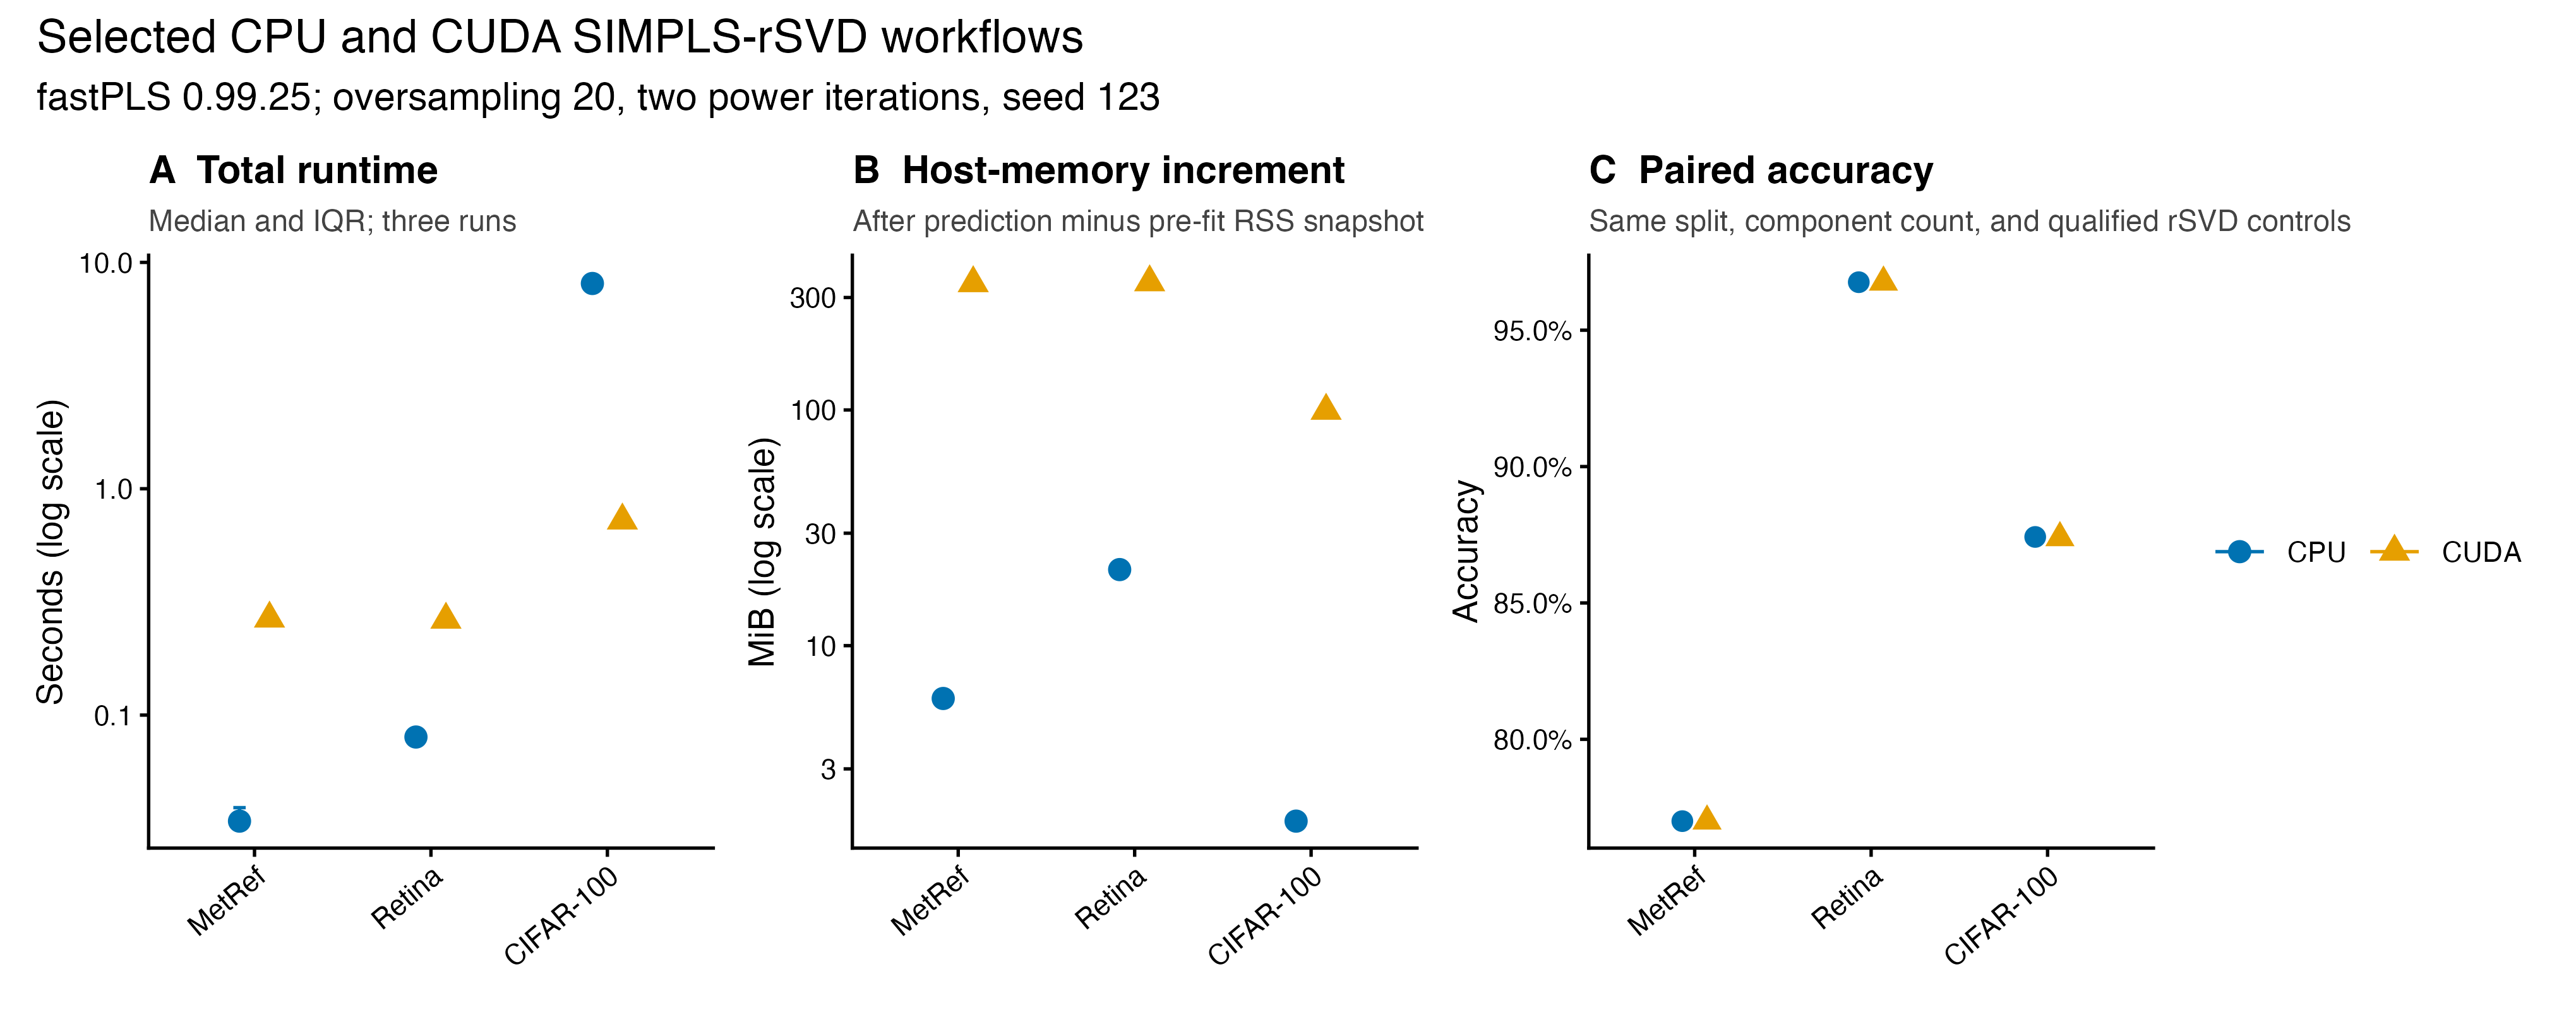 Selected CPU and CUDA SIMPLS-rSVD workflows
fastPLS 0.99.25; oversampling 20, two power iterations, seed 123
A Total runtime
Median and IQR; three runs
10.0
1.0
0.1
Seconds (log scale)
MetRef
Retina
CIFAR-100
B Host-memory increment
After prediction minus pre-fit RSS snapshot
300
100
30
10
3
MiB (log scale)
MetRef
Retina
CIFAR-100
C Paired accuracy
Same split, component count, and qualified rSVD controls
95.0%
90.0%
85.0%
80.0%
Accuracy
MetRef
Retina
CIFAR-100
CPU CUDA